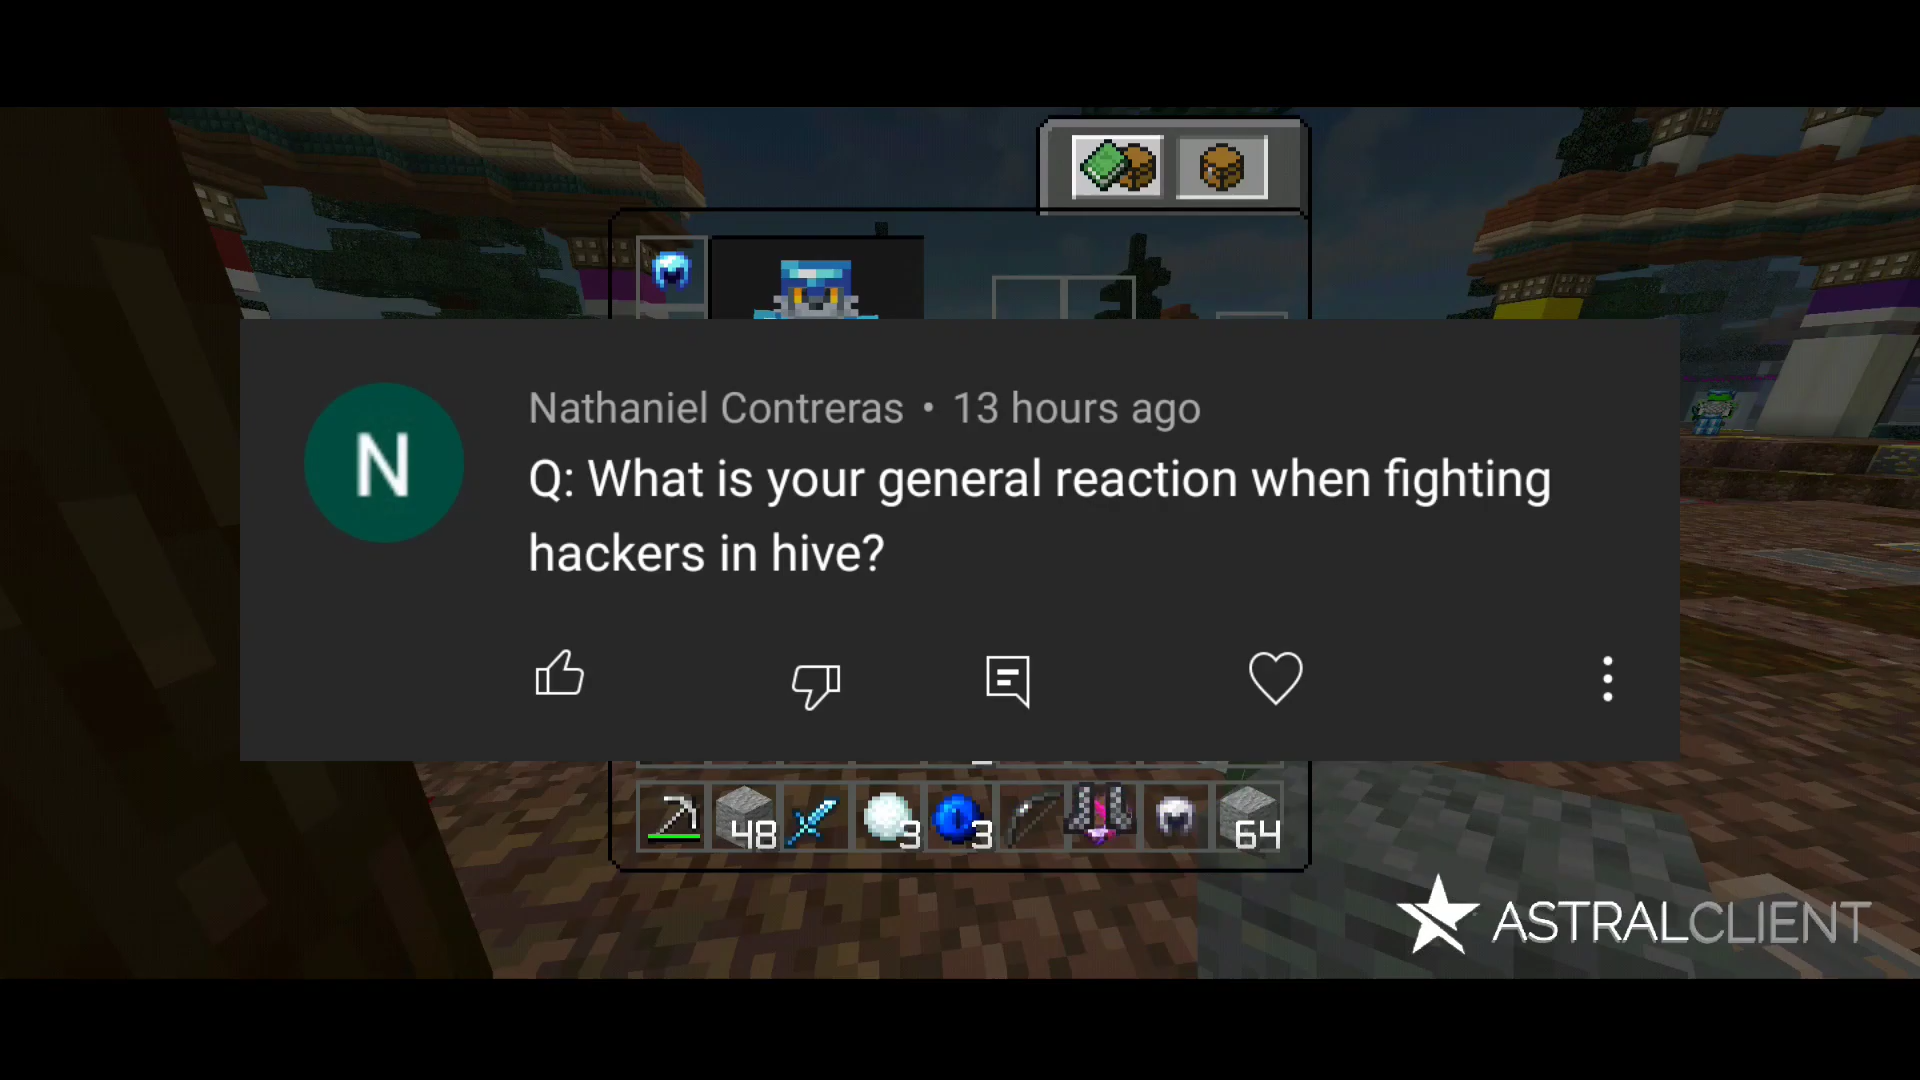 N
Nathaniel Contreras • 13 hours ago
Q: What is your general reaction when fighting
hackers in hive?
48
3
3
64
ASTRALCLIENT